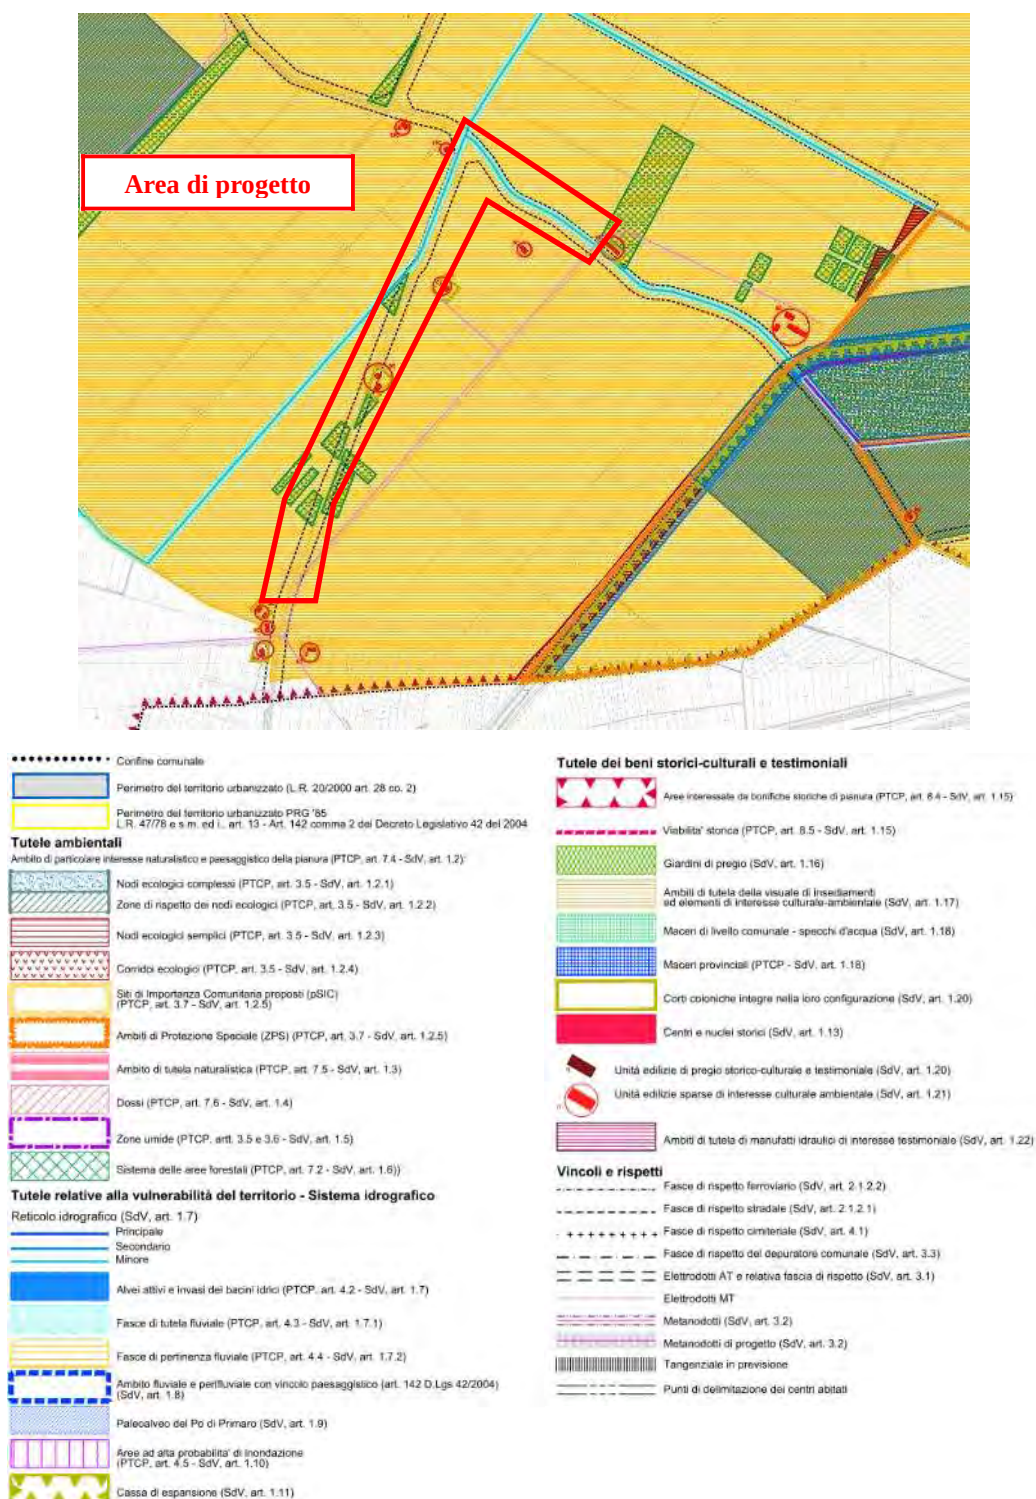 Area di progetto
Confine comunale
Perimetro del territorio urbanizzato (L.R. 20/2000 art. 28 co. 2)
Perimetro del territorio urbanizzato PRG '85
L.R. 47/78 e s.m. ed i., art. 13 - Art. 142 comma 2 del Decreto Legislativo 42 del 2004
Tutele ambientali
Ambito di particolare interesse naturalistico e paesaggistico della pianura (PTCP, art. 7.4 - SdV, art. 1.2):
Nodi ecologici complessi (PTCP, art. 3.5 - SdV, art. 1.2.1)
Zone di rispetto dei nodi ecologici (PTCP, art. 3.5 - SdV, art. 1.2.2)
Nodi ecologici semplici (PTCP, art. 3.5 - SdV, art. 1.2.3)
Corridoi ecologici (PTCP, art. 3.5 - SdV, art. 1.2.4)
Siti di Importanza Comunitaria proposti (pSIC)
(PTCP, art. 3.7 - SdV, art. 1.2.5)
Ambiti di Protezione Speciale (ZPS) (PTCP, art. 3.7 - SdV, art. 1.2.5)
Ambito di tutela naturalistica (PTCP, art. 7.5 - SdV, art. 1.3)
Dossi (PTCP, art. 7.6 - SdV, art. 1.4)
Zone umide (PTCP, artt. 3.5 e 3.6 - SdV, art. 1.5)
Sistema delle aree forestali (PTCP, art. 7.2 - SdV, art. 1.6))
Tutele relative alla vulnerabilità del territorio - Sistema idrografico
Reticolo idrografico (SdV, art. 1.7)
Principale
Secondario
Minore
Alvei attivi e invasi dei bacini idrici (PTCP, art. 4.2 - SdV, art. 1.7)
Fasce di tutela fluviale (PTCP, art. 4.3 - SdV, art. 1.7.1)
Fasce di pertinenza fluviale (PTCP, art. 4.4 - SdV, art. 1.7.2)
Ambito fluviale e perifluviale con vincolo paesaggistico (art. 142 D.Lgs 42/2004)
(SdV, art. 1.8)
Paleoalveo del Po di Primaro (SdV, art. 1.9)
Aree ad alta probabilita' di inondazione
(PTCP, art. 4.5 - SdV, art. 1.10)
Cassa di espansione (SdV, art. 1.11)
Tutele dei beni storici-culturali e testimoniali
Aree interessate da bonifiche storiche di pianura (PTCP, art. 8.4 - SdV, art. 1.15)
Viabilita' storica (PTCP, art. 8.5 - SdV, art. 1.15)
Giardini di pregio (SdV, art. 1.16)
Ambiti di tutela della visuale di insediamenti
ed elementi di interesse culturale-ambientale (SdV, art. 1.17)
Maceri di livello comunale - specchi d'acqua (SdV, art. 1.18)
Maceri provinciali (PTCP - SdV, art. 1.18)
Corti coloniche integre nella loro configurazione (SdV, art. 1.20)
Centri e nuclei storici (SdV, art. 1.13)
Unità edilizie di pregio storico-culturale e testimoniale (SdV, art. 1.20)
Unità edilizie sparse di interesse culturale ambientale (SdV, art. 1.21)
Ambiti di tutela di manufatti idraulici di interesse testimoniale (SdV, art. 1.22)
Vincoli e rispetti
Fasce di rispetto ferroviario (SdV, art. 2.1.2.2)
Fasce di rispetto stradale (SdV, art. 2.1.2.1)
Fasce di rispetto cimiteriale (SdV, art. 4.1)
Fasce di rispetto del depuratore comunale (SdV, art. 3.3)
Elettrodotti AT e relativa fascia di rispetto (SdV, art. 3.1)
Elettrodotti MT
Metanodotti (SdV, art. 3.2)
Metanodotti di progetto (SdV, art. 3.2)
Tangenziale in previsione
Punti di delimitazione dei centri abitati